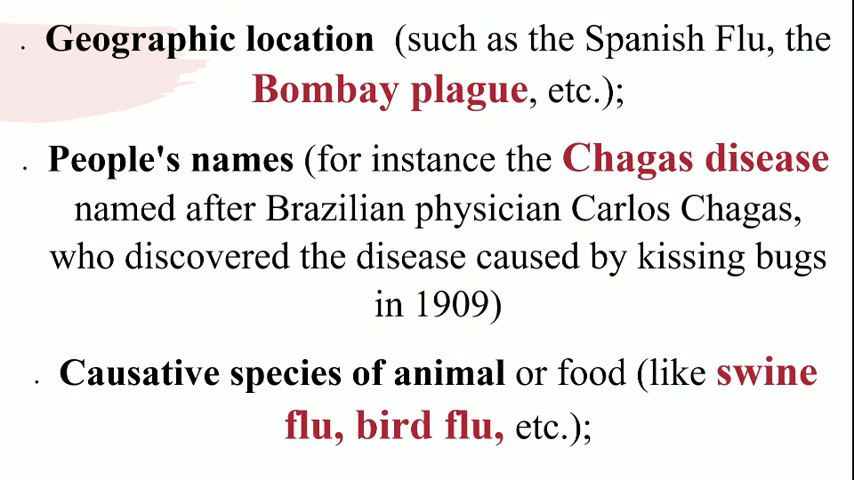 . Geographic location (such as the Spanish Flu, the
Bombay plague, etc.);
. People's names (for instance the Chagas disease
named after Brazilian physician Carlos Chagas,
who discovered the disease caused by kissing bugs
in 1909)
. Causative species of animal or food (like swine
flu, bird flu, etc.);